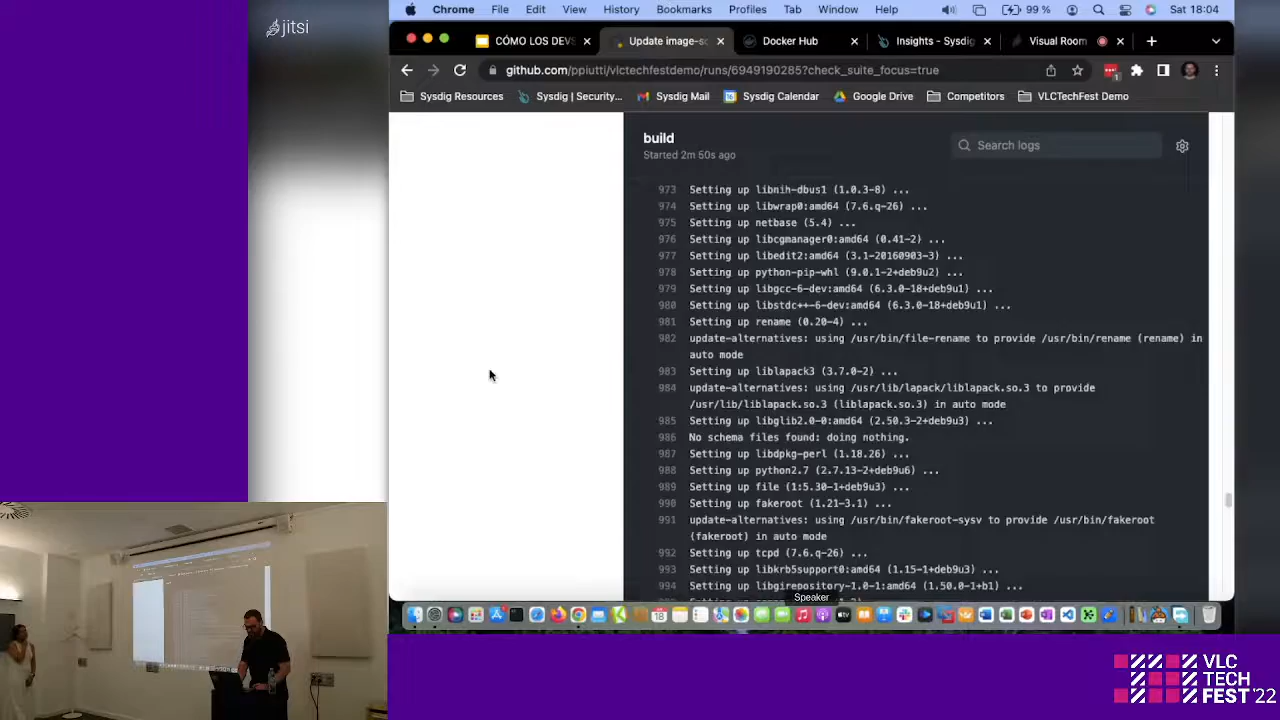 jitsi
Chrome File Edit View History Bookmarks Profiles Tab Window Help 99 % Sat 18:04
CÓMO LOS DEVS
Update image-sc
Docker Hub
Insights - Sysdig
Visual Room
github.com/ppiutti/vlctechfestdemo/runs/6949190285?check_suite_focus=true
Sysdig Resources
Sysdig | Security...
Sysdig Mail
Sysdig Calendar
Google Drive
Competitors
VLCTechFest Demo
build
Started 2m 50s ago
Search logs
973 Setting up libnih-dbus1 (1.0.3-8) ...
974 Setting up libwrap0:amd64 (7.6.q-26) ...
975 Setting up netbase (5.4) ...
976 Setting up libcgmanager0:amd64 (0.41-2) ...
977 Setting up libedit2:amd64 (3.1-20160903-3) ...
978 Setting up python-pip-whl (9.0.1-2+deb9u2) ...
979 Setting up libgcc-6-dev:amd64 (6.3.0-18+deb9u1) ...
980 Setting up libstdc++-6-dev:amd64 (6.3.0-18+deb9u1) ...
981 Setting up rename (0.20-4) ...
982 update-alternatives: using /usr/bin/file-rename to provide /usr/bin/rename (rename) in
auto mode
983 Setting up liblapack3 (3.7.0-2) ...
984 update-alternatives: using /usr/lib/lapack/liblapack.so.3 to provide
/usr/lib/liblapack.so.3 (liblapack.so.3) in auto mode
985 Setting up libglib2.0-0:amd64 (2.50.3-2+deb9u3) ...
986 No schema files found: doing nothing.
987 Setting up libdpkg-perl (1.18.26) ...
988 Setting up python2.7 (2.7.13-2+deb9u6) ...
989 Setting up file (1:5.30-1+deb9u3) ...
990 Setting up fakeroot (1.21-3.1) ...
991 update-alternatives: using /usr/bin/fakeroot-sysv to provide /usr/bin/fakeroot
(fakeroot) in auto mode
992 Setting up tcpd (7.6.q-26) ...
993 Setting up libkrb5support0:amd64 (1.15-1+deb9u3) ...
994 Setting up libgirepository-1.0-1:amd64 (1.50.0-1+b1) ...
Speaker
VLC
TECH
FEST'22